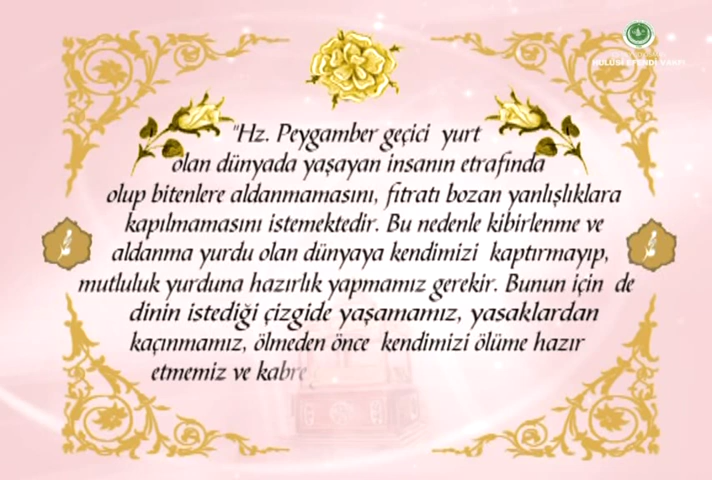 HULÛSİ EFENDİ VAKFI
"Hz. Peygamber geçici yurt
olan dünyada yaşayan insanın etrafında
olup bitenlere aldanmamasını, fıtratı bozan yanlışlıklara
kapılmamasını istemektedir. Bu nedenle kibirlenme ve
aldanma yurdu olan dünyaya kendimizi kaptırmayıp,
mutluluk yurduna hazırlık yapmamız gerekir. Bunun için de
dinin istediği çizgide yaşamamız, yasaklardan
kaçınmamız, ölmeden önce kendimizi ölüme hazır
etmemiz ve kabre